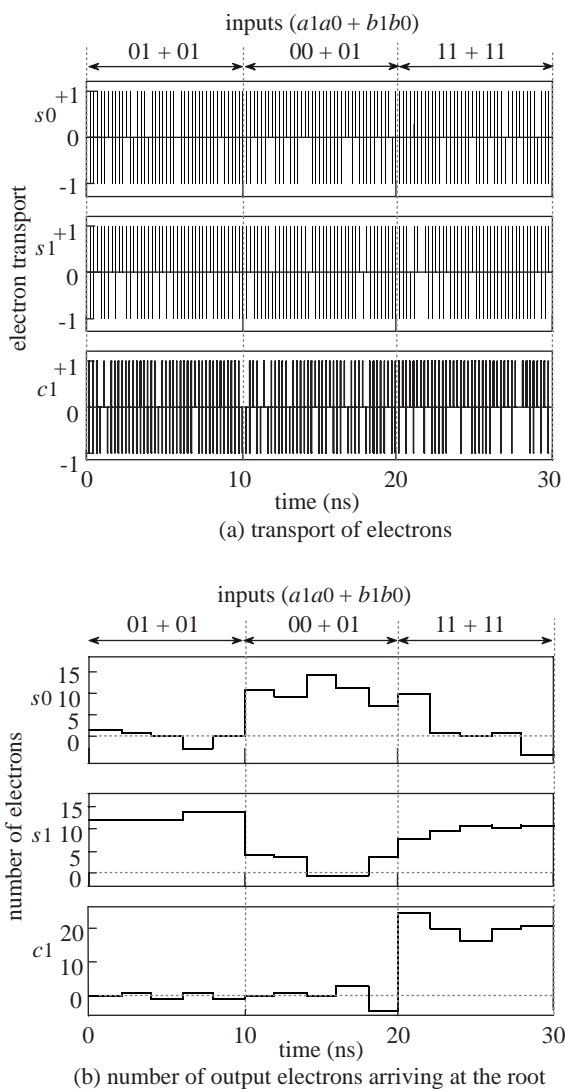 inputs (a1a0 + b1b0)
01 + 01 00 + 01 11 + 11
electron transport
s0 +1
0
-1
s1 +1
0
-1
c1 +1
0
-1
0 10 20 30
time (ns)
(a) transport of electrons
inputs (a1a0 + b1b0)
01 + 01 00 + 01 11 + 11
number of electrons
15
s0 10
5
0
15
s1 10
5
0
20
c1
10
0
0 10 20 30
time (ns)
(b) number of output electrons arriving at the root